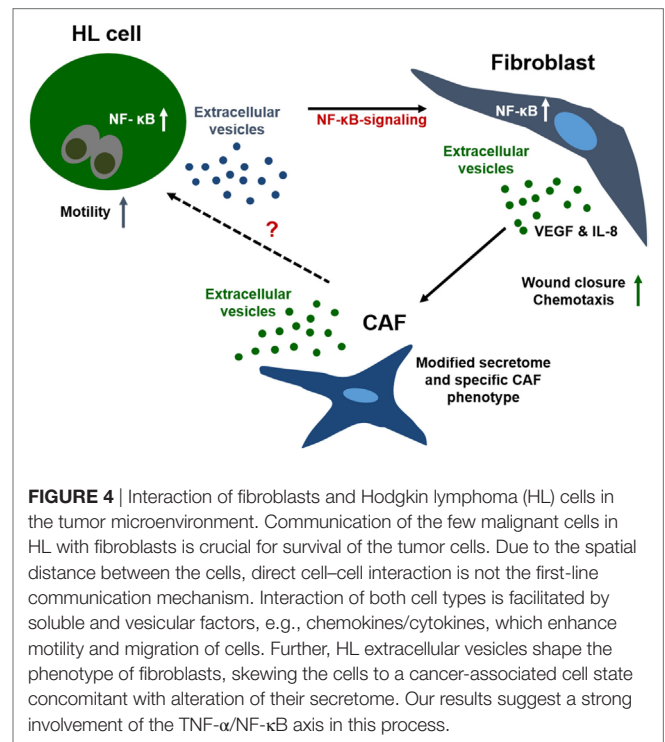 HL cell
Fibroblast
NF- κB
Extracellular
vesicles
NF-κB-signaling
NF-κB
Extracellular
vesicles
Motility
VEGF & IL-8
?
Wound closure
Chemotaxis
Extracellular
vesicles
CAF
Modified secretome
and specific CAF
phenotype
FIGURE 4 | Interaction of fibroblasts and Hodgkin lymphoma (HL) cells in
the tumor microenvironment. Communication of the few malignant cells in
HL with fibroblasts is crucial for survival of the tumor cells. Due to the spatial
distance between the cells, direct cell–cell interaction is not the first-line
communication mechanism. Interaction of both cell types is facilitated by
soluble and vesicular factors, e.g., chemokines/cytokines, which enhance
motility and migration of cells. Further, HL extracellular vesicles shape the
phenotype of fibroblasts, skewing the cells to a cancer-associated cell state
concomitant with alteration of their secretome. Our results suggest a strong
involvement of the TNF-α/NF-κB axis in this process.